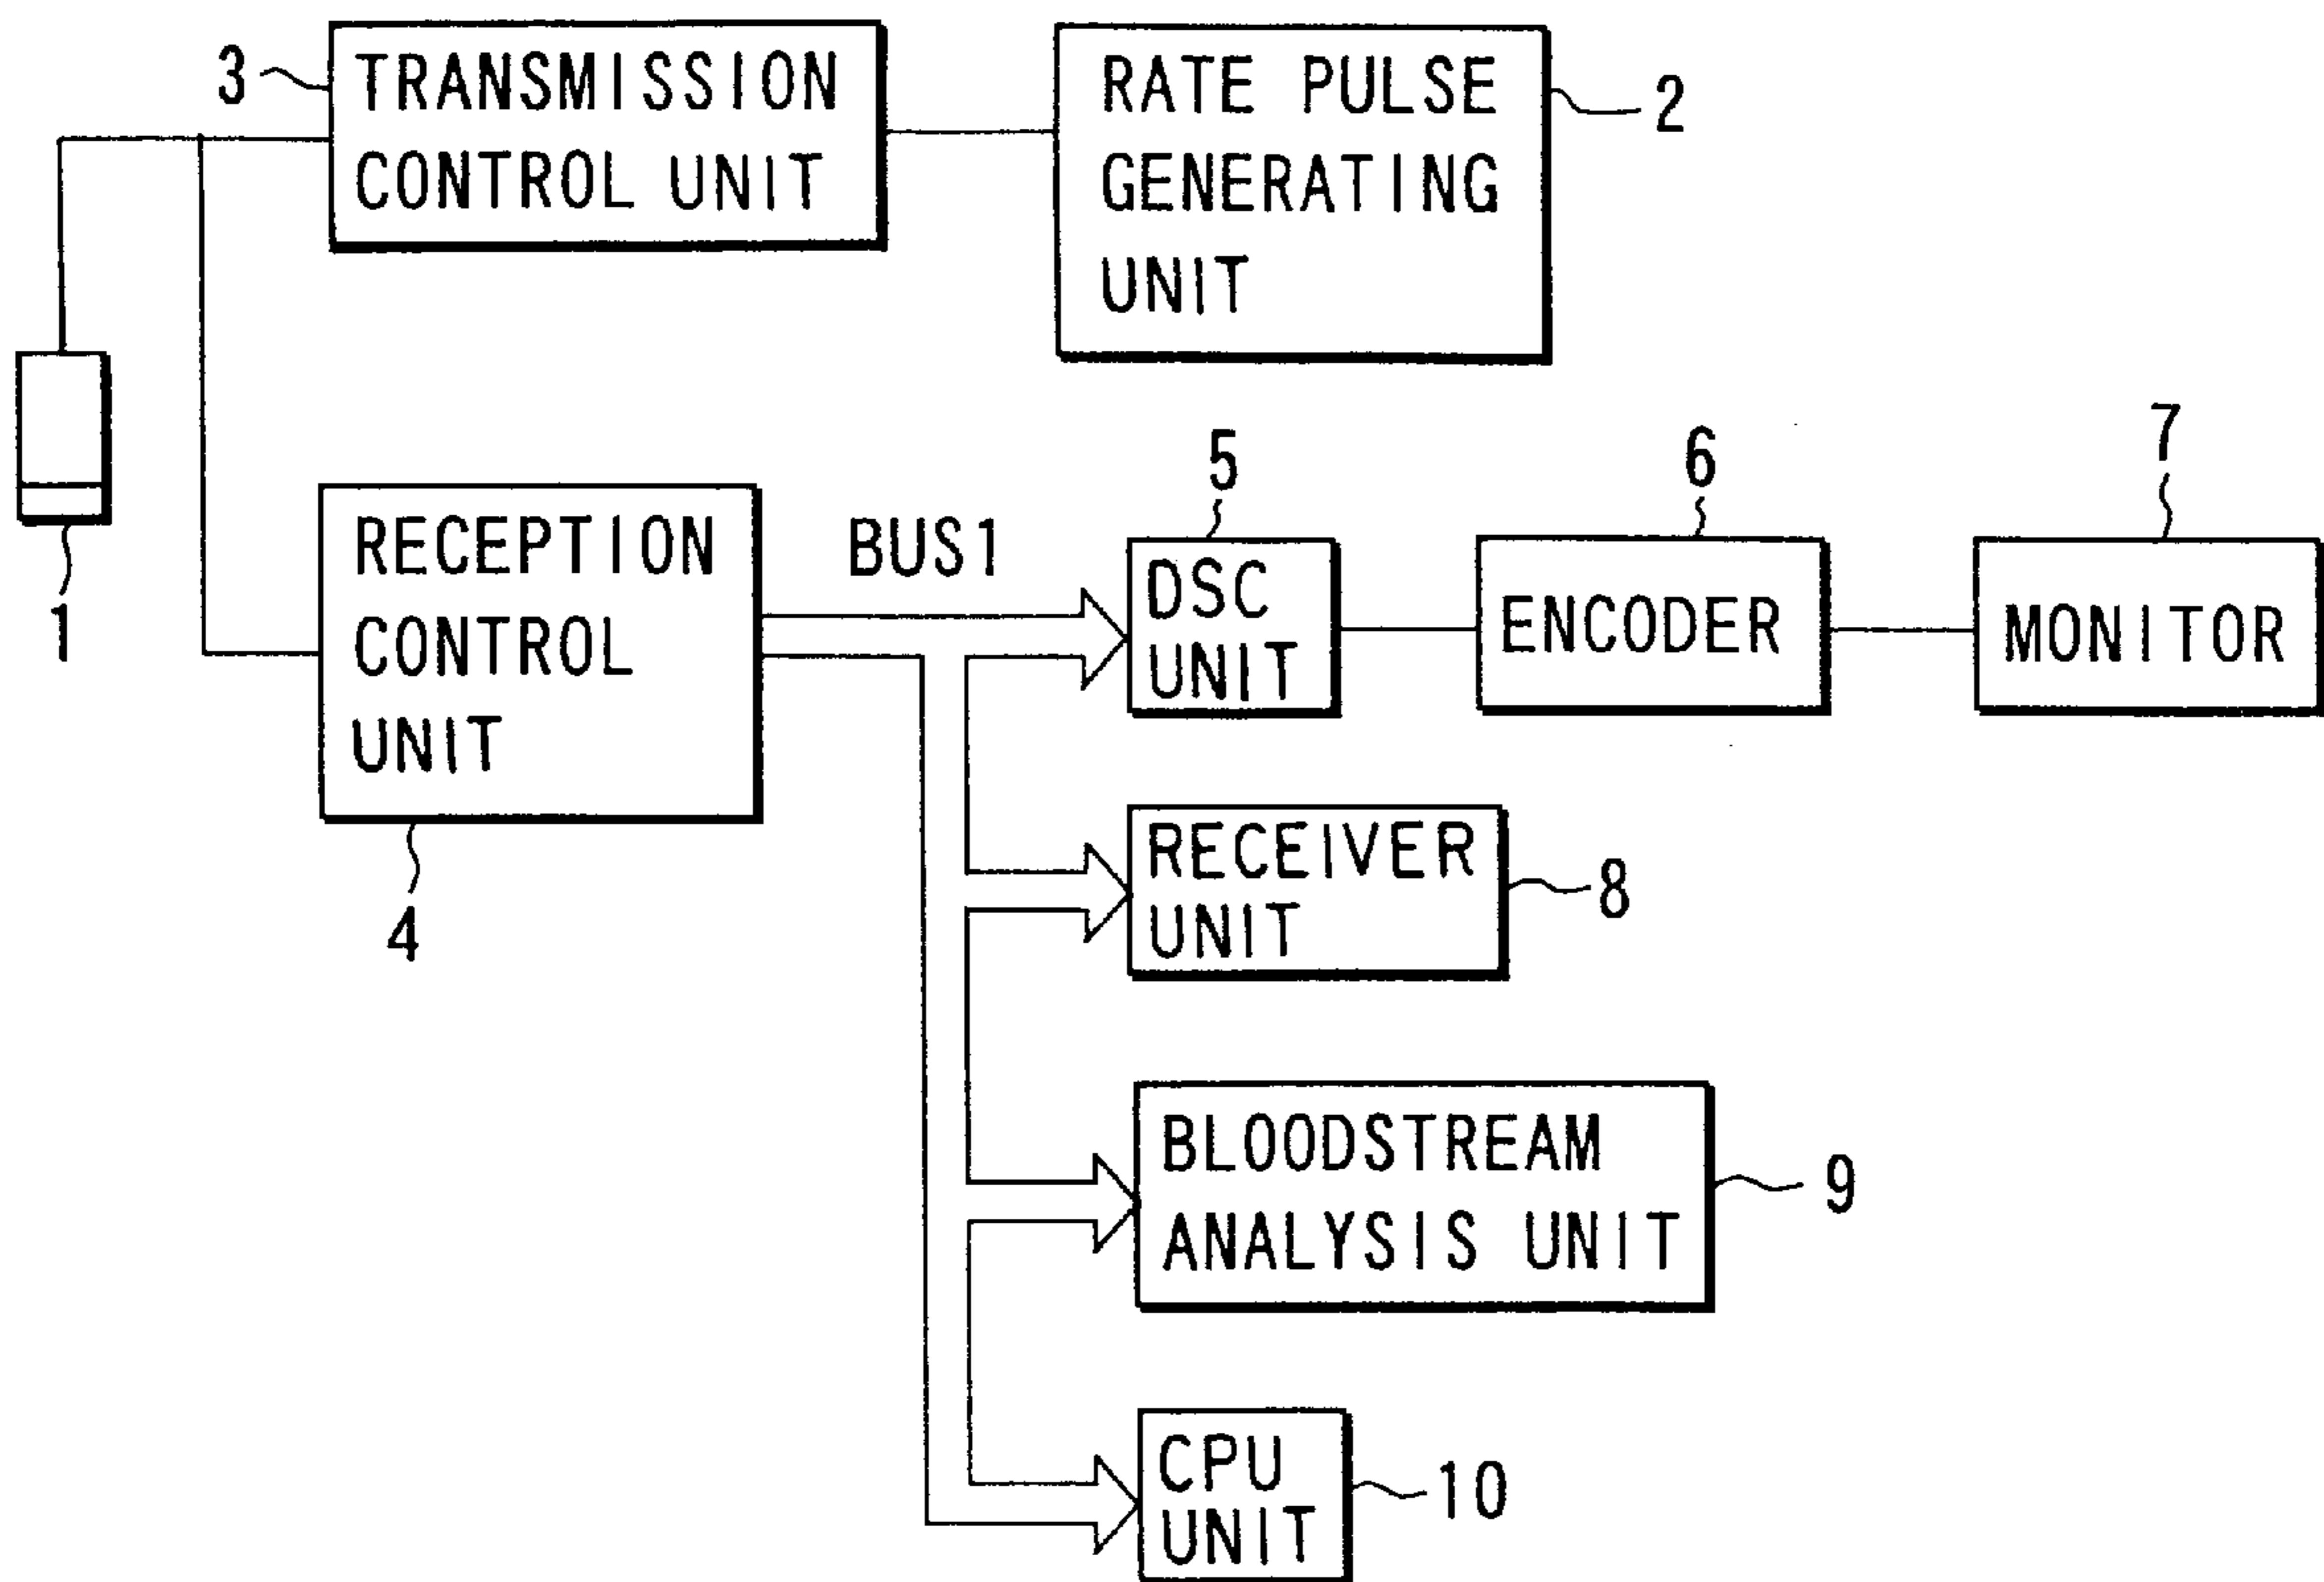 3
TRANSMISSION
CONTROL UNIT
RATE PULSE
GENERATING
UNIT
2
1
RECEPTION
CONTROL
UNIT
4
BUS1
5
DSC
UNIT
6
ENCODER
7
MONITOR
RECEIVER
UNIT
8
BLOODSTREAM
ANALYSIS UNIT
9
CPU
UNIT
10